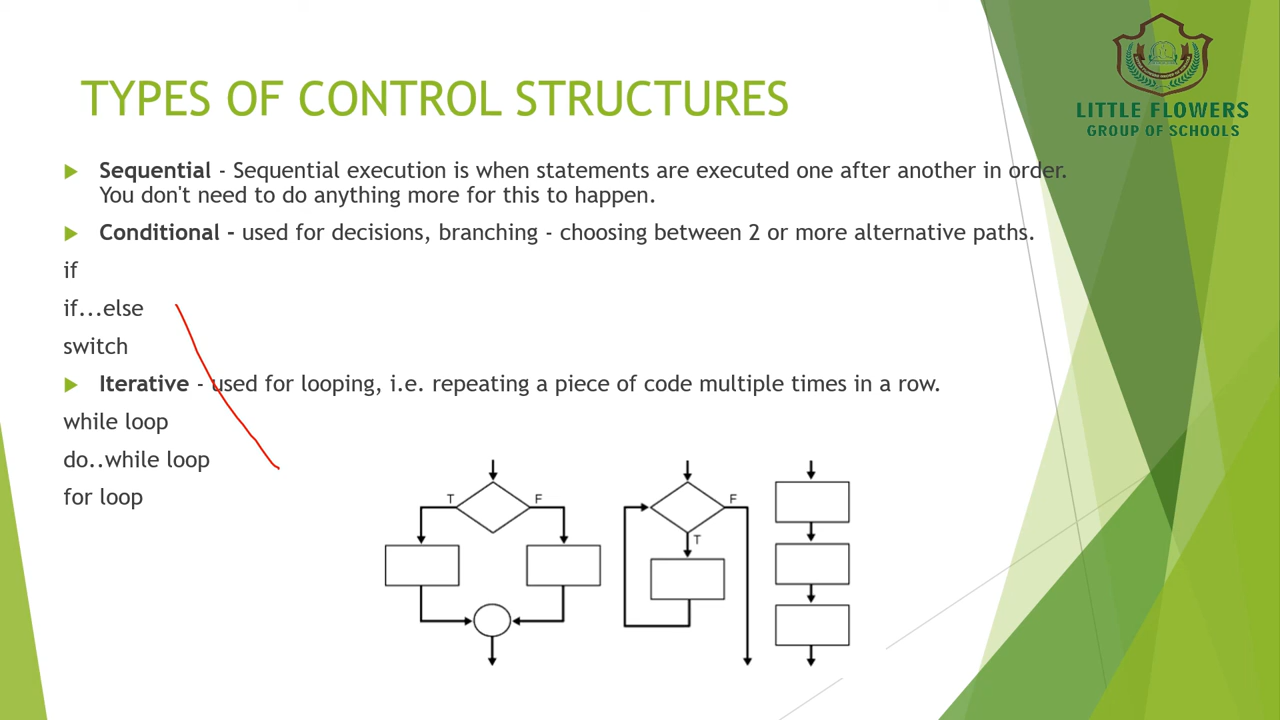 LITTLE FLOWERS
GROUP OF SCHOOLS
TYPES OF CONTROL STRUCTURES
Sequential - Sequential execution is when statements are executed one after another in order.
You don't need to do anything more for this to happen.
Conditional - used for decisions, branching - choosing between 2 or more alternative paths.
if
if...else
switch
Iterative - used for looping, i.e. repeating a piece of code multiple times in a row.
while loop
do..while loop
for loop
T F
F
T